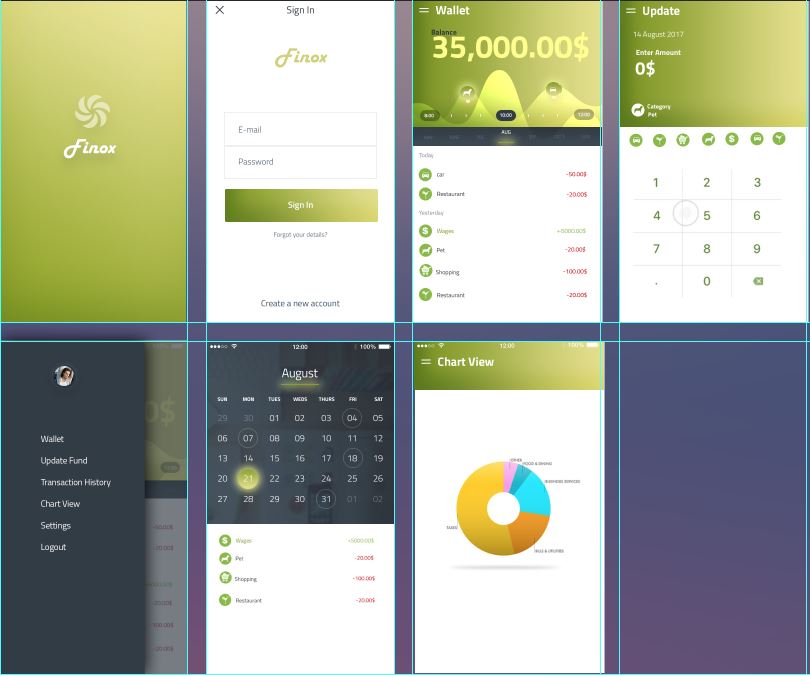 Finox
Sign In
Finox
E-mail
Password
Sign In
Forgot your details?
Create a new account
Wallet
Balance
35,000.00$
8:00
10:00
12:00
AUG
Today
car -50.00$
Restaurant -20.00$
Yesterday
Wages +5000.00$
Pet -20.00$
Shopping -100.00$
Restaurant -20.00$
Update
14 August 2017
Enter Amount
0$
Category
Pet
1 2 3
4 5 6
7 8 9
. 0
Wallet
Update Fund
Transaction History
Chart View
Settings
Logout
0$
12:00
-50.00$
-20.00$
+5000.00$
-20.00$
-100.00$
-20.00$
12:00 100%
August
SUN MON TUES WEDS THURS FRI SAT
29 30 01 02 03 04 05
06 07 08 09 10 11 12
13 14 15 16 17 18 19
20 21 22 23 24 25 26
27 28 29 30 31 01 02
Wages +5000.00$
Pet -20.00$
Shopping -100.00$
Restaurant -20.00$
12:00 100%
Chart View
OTHER
FOOD & DINING
BUSINESS SERVICES
TAXES
BILLS & UTILITIES